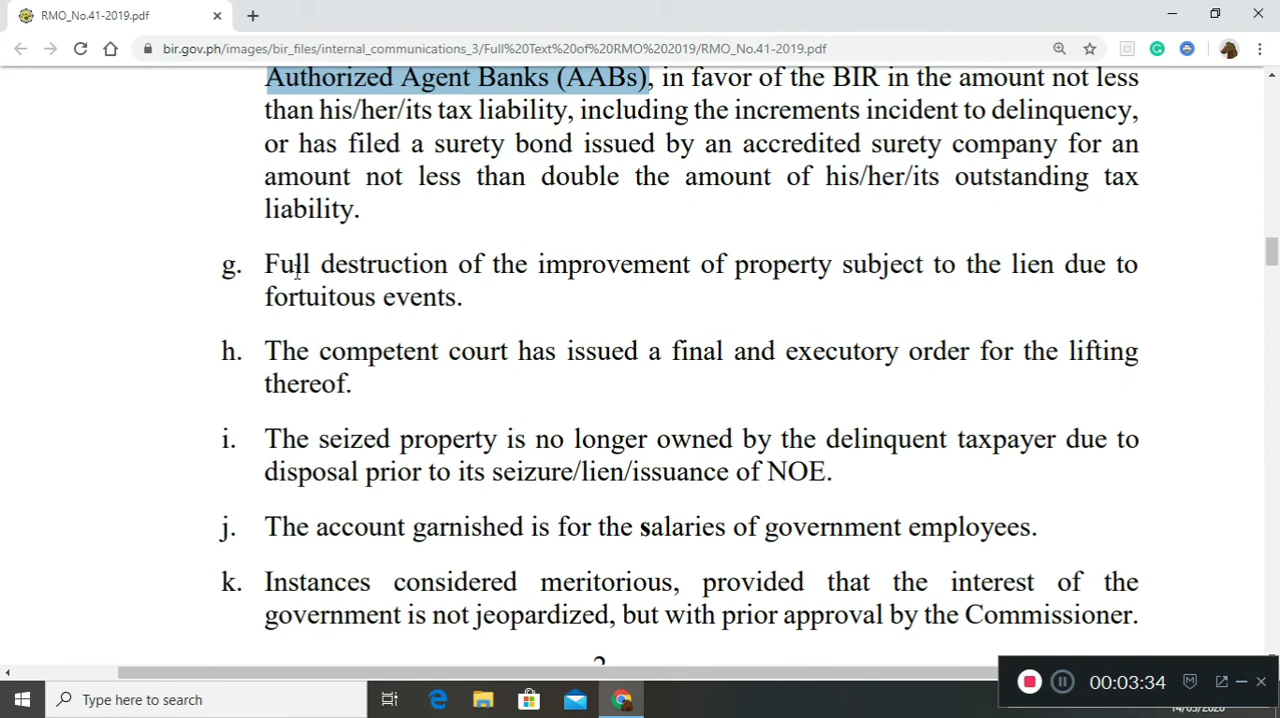 RMO_No.41-2019.pdf
bir.gov.ph/images/bir_files/internal_communications_3/Full%20Text%20of%20RMO%202019/RMO_No.41-2019.pdf
Authorized Agent Banks (AABs), in favor of the BIR in the amount not less
than his/her/its tax liability, including the increments incident to delinquency,
or has filed a surety bond issued by an accredited surety company for an
amount not less than double the amount of his/her/its outstanding tax
liability.
g. Full destruction of the improvement of property subject to the lien due to
fortuitous events.
h. The competent court has issued a final and executory order for the lifting
thereof.
i. The seized property is no longer owned by the delinquent taxpayer due to
disposal prior to its seizure/lien/issuance of NOE.
j. The account garnished is for the salaries of government employees.
k. Instances considered meritorious, provided that the interest of the
government is not jeopardized, but with prior approval by the Commissioner.
2
00:03:34
Type here to search
14/03/2020